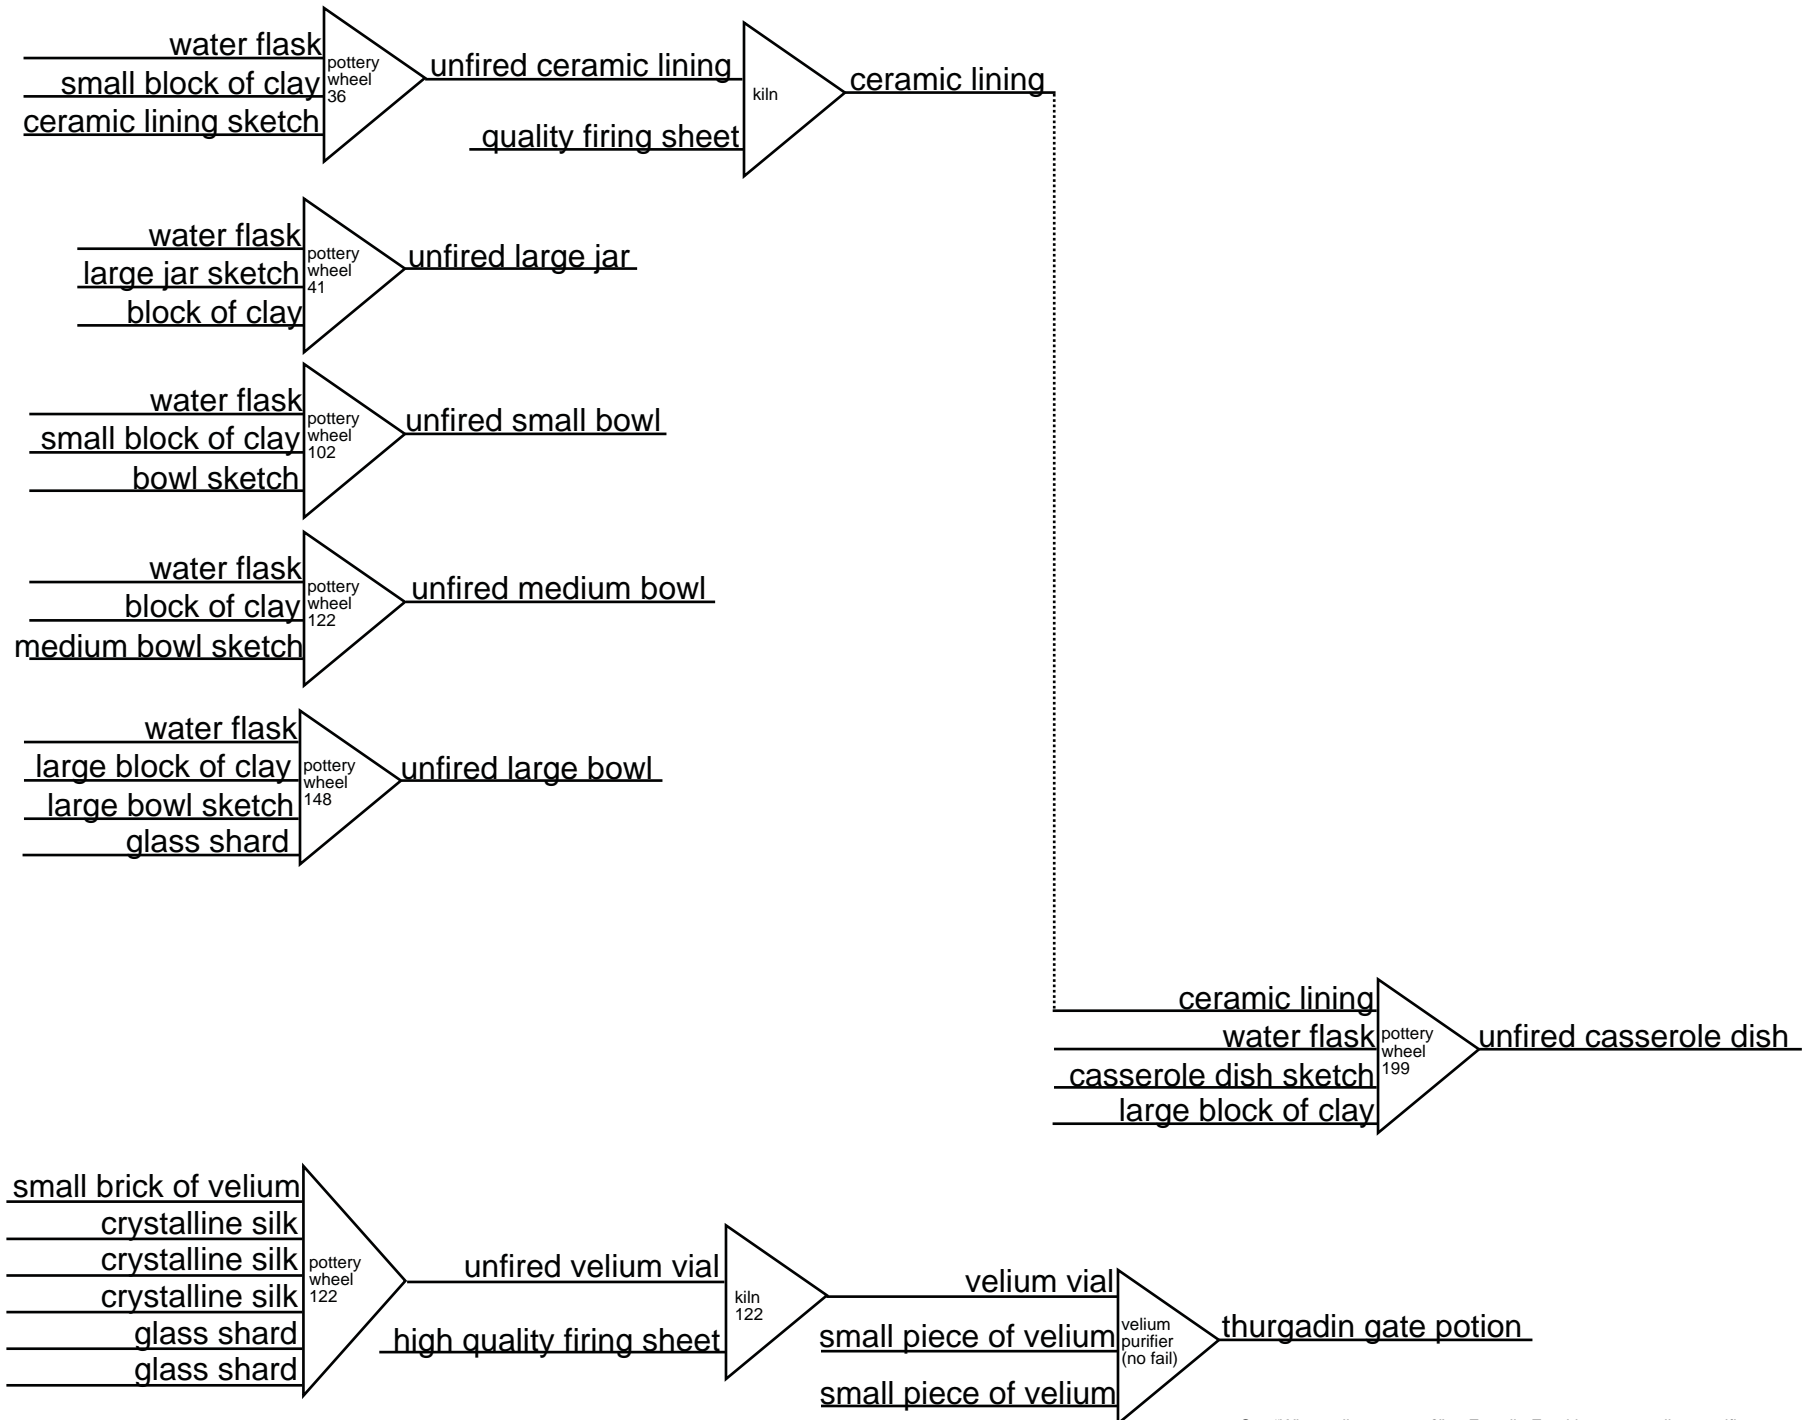 water flask
small block of clay
ceramic lining sketch
pottery
wheel
36
unfired ceramic lining
quality firing sheet
kiln
ceramic lining
water flask
large jar sketch
block of clay
pottery
wheel
41
unfired large jar
water flask
small block of clay
bowl sketch
pottery
wheel
102
unfired small bowl
water flask
block of clay
medium bowl sketch
pottery
wheel
122
unfired medium bowl
water flask
large block of clay
large bowl sketch
glass shard
pottery
wheel
148
unfired large bowl
ceramic lining
water flask
casserole dish sketch
large block of clay
pottery
wheel
199
unfired casserole dish
small brick of velium
crystalline silk
crystalline silk
crystalline silk
glass shard
glass shard
pottery
wheel
122
unfired velium vial
high quality firing sheet
kiln
122
velium vial
small piece of velium
small piece of velium
velium
purifier
(no fail)
thurgadin gate potion